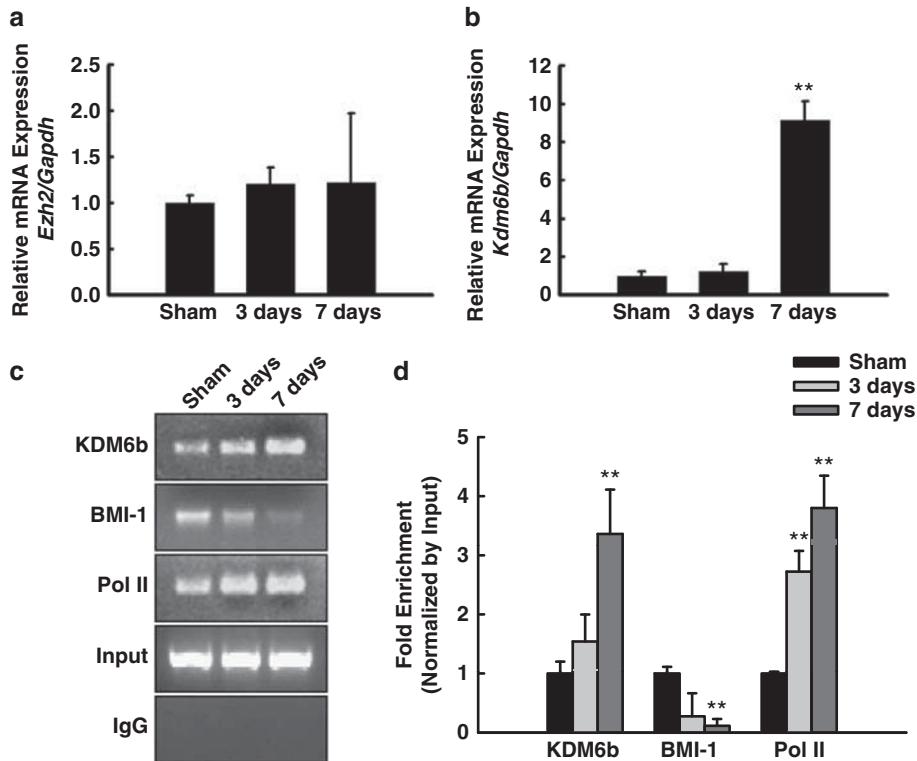 a
Relative mRNA Expression
Ezh2/Gapdh
2.5
2.0
1.5
1.0
0.5
0.0
Sham 3 days 7 days
b
Relative mRNA Expression
Kdm6b/Gapdh
12
10
8
6
4
2
0
**
Sham 3 days 7 days
c
Sham 3 days 7 days
KDM6b
BMI-1
Pol II
Input
IgG
d
Sham
3 days
7 days
Fold Enrichment
(Normalized by Input)
5
4
3
2
1
0
**
**
**
**
KDM6b BMI-1 Pol II